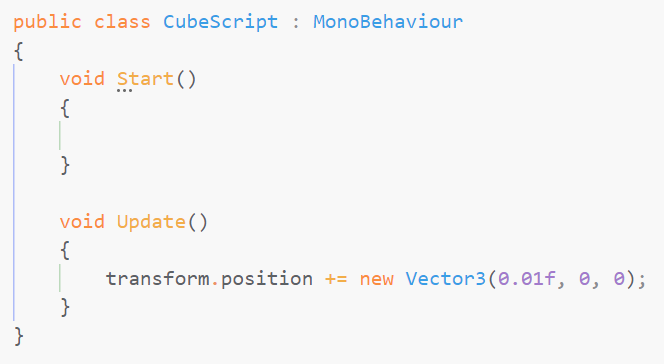 public class CubeScript : MonoBehaviour
{
    void Start()
    {

    }

    void Update()
    {
        transform.position += new Vector3(0.01f, 0, 0);
    }
}